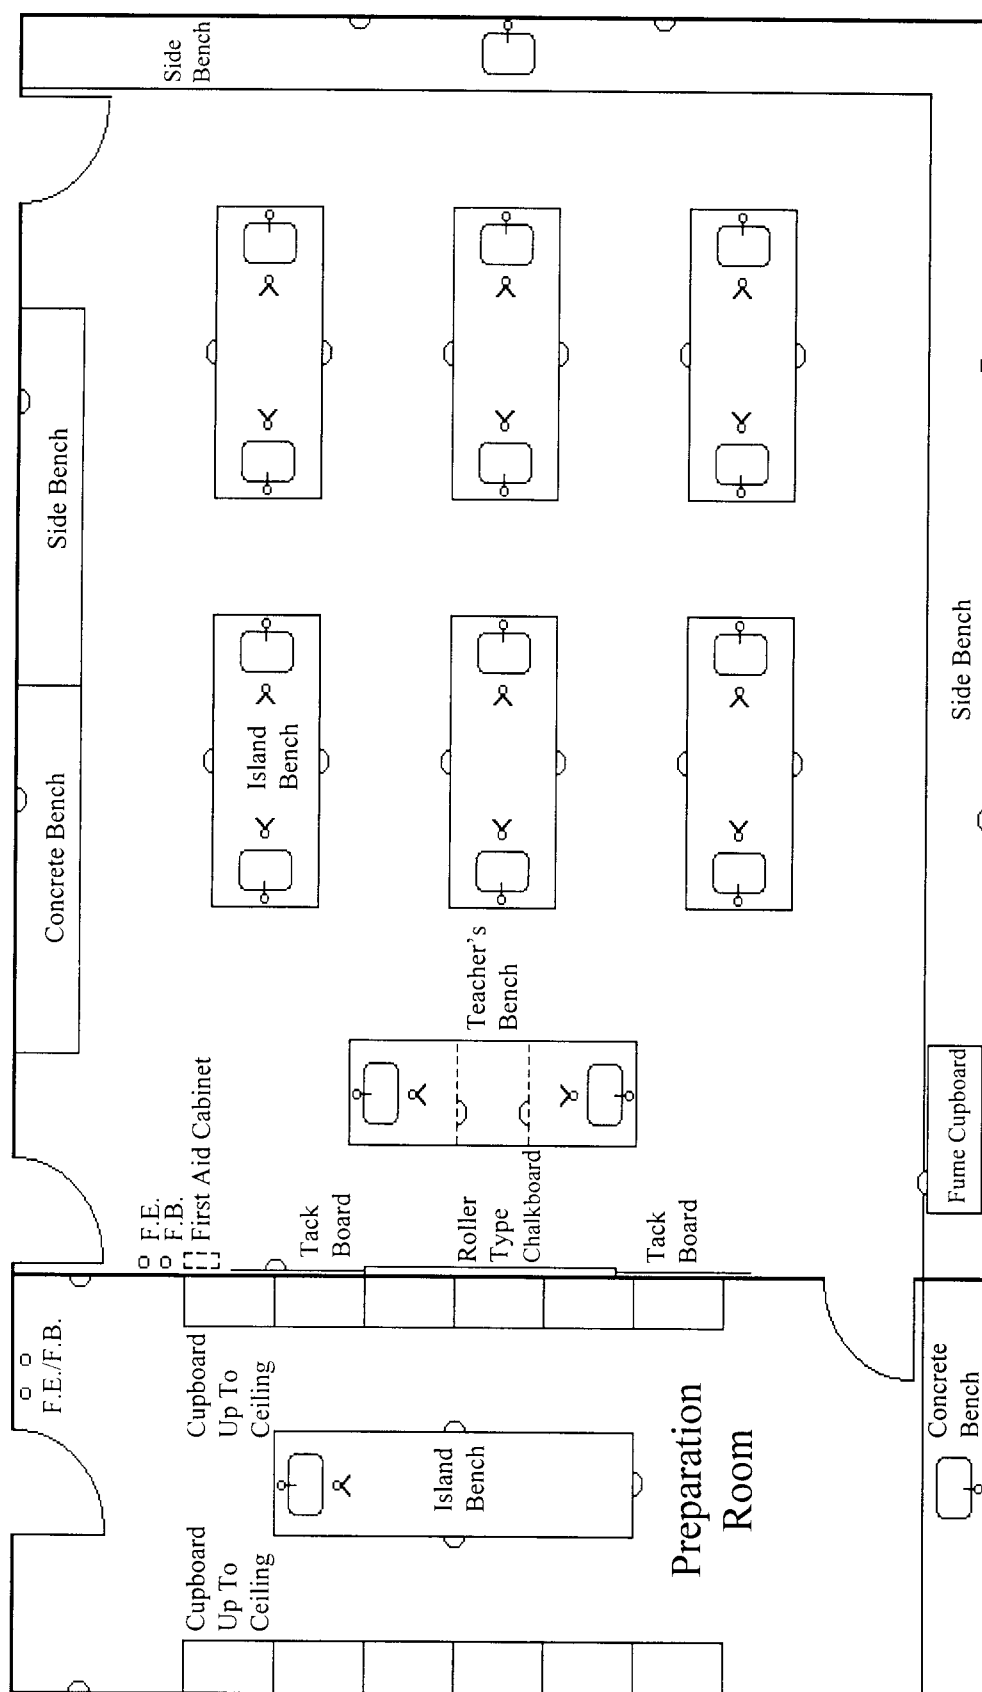 Side
Bench
Side Bench
Concrete Bench
Island
Bench
Side Bench
Teacher's
Bench
F.E.
F.B.
First Aid Cabinet
Tack
Board
Roller
Type
Chalkboard
Tack
Board
Fume Cupboard
F.E./F.B.
Cupboard
Up To
Ceiling
Island
Bench
Cupboard
Up To
Ceiling
Preparation
Room
Concrete
Bench